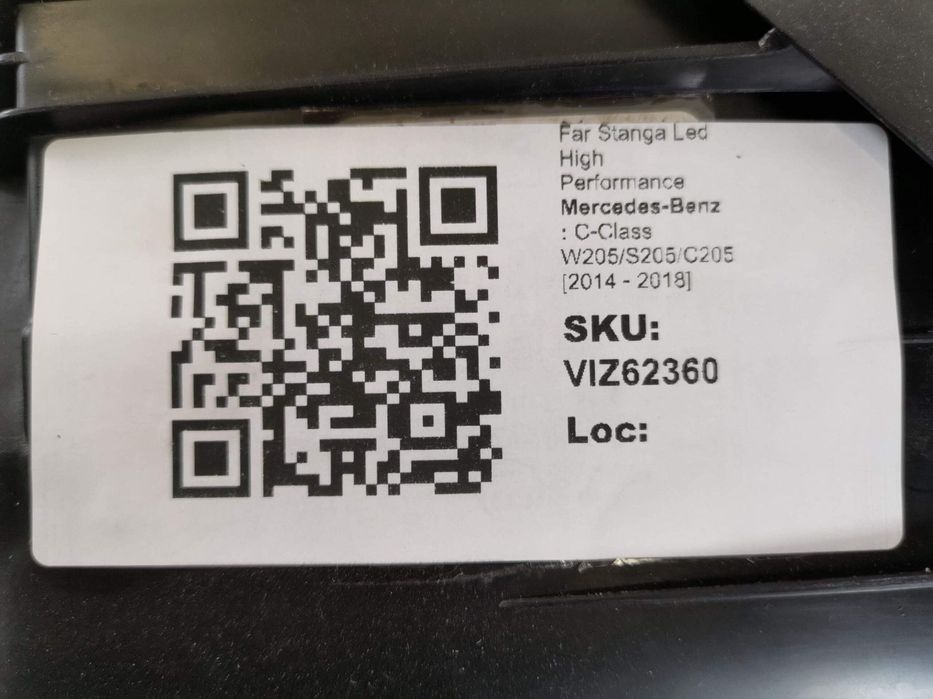 Far Stanga Led
High
Performance
Mercedes-Benz
: C-Class
W205/S205/C205
[2014 - 2018]
SKU:
VIZ62360
Loc: